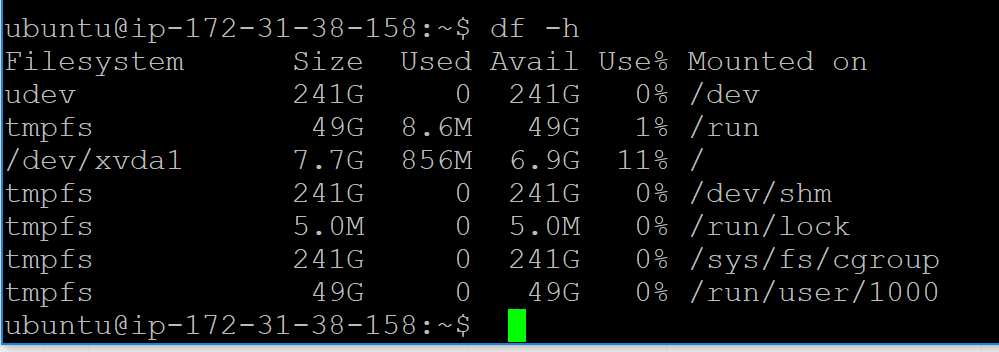 ubuntu@ip-172-31-38-158:~$ df -h
Filesystem      Size  Used Avail Use% Mounted on
udev            241G     0  241G   0% /dev
tmpfs            49G  8.6M   49G   1% /run
/dev/xvda1      7.7G  856M  6.9G  11% /
tmpfs           241G     0  241G   0% /dev/shm
tmpfs           5.0M     0  5.0M   0% /run/lock
tmpfs           241G     0  241G   0% /sys/fs/cgroup
tmpfs            49G     0   49G   0% /run/user/1000
ubuntu@ip-172-31-38-158:~$